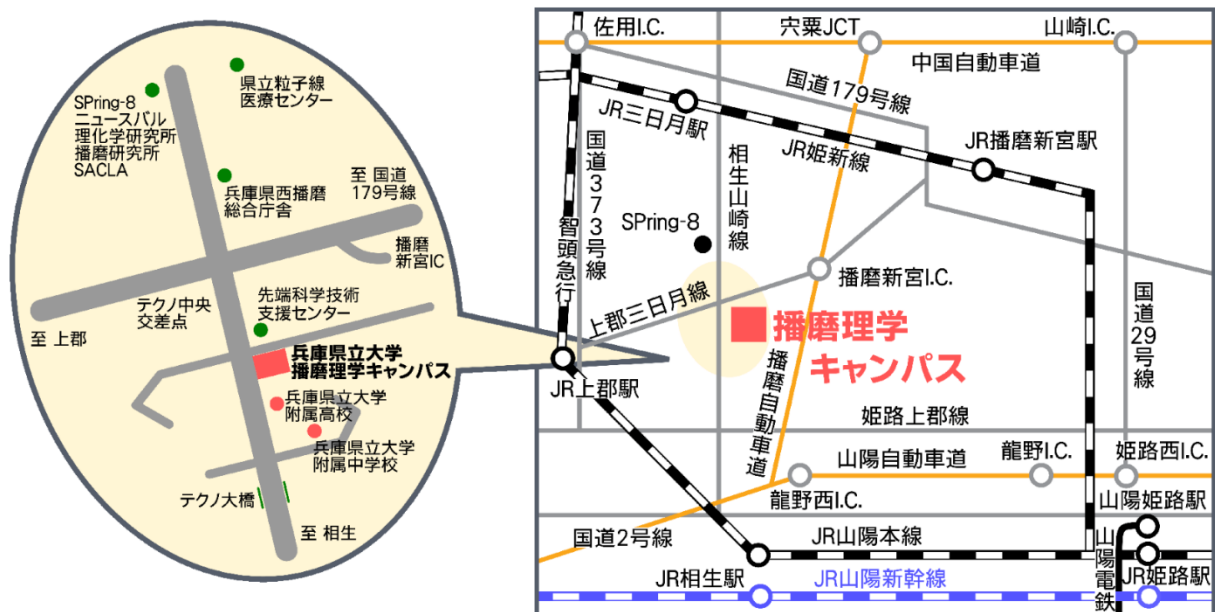 県立粒子線
医療センター
SPring-8
ニュースバル
理化学研究所
播磨研究所
SACLA
兵庫県西播磨
総合庁舎
至 国道
179号線
播磨
新宮IC
テクノ中央
交差点
先端科学技術
支援センター
至 上郡
兵庫県立大学
播磨理学キャンパス
兵庫県立大学
附属高校
兵庫県立大学
附属中学校
テクノ大橋
至 相生
佐用I.C.
宍粟JCT
山崎I.C.
中国自動車道
国道179号線
JR三日月駅
JR姫新線
JR播磨新宮駅
国道373号線
智頭急行
相生山崎線
SPring-8
播磨新宮I.C.
上郡三日月線
国道29号線
播磨理学
キャンパス
JR上郡駅
播磨自動車道
姫路上郡線
山陽自動車道
龍野I.C.
姫路西I.C.
龍野西I.C.
山陽姫路駅
国道2号線
JR山陽本線
山陽電鉄
JR相生駅
JR山陽新幹線
JR姫路駅